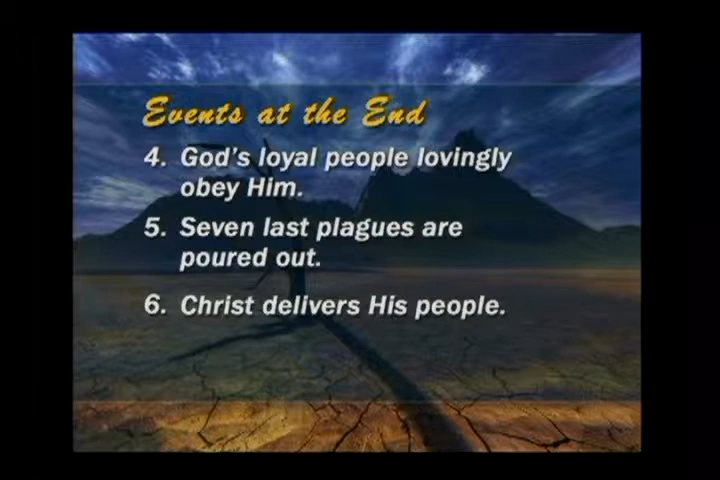 Events at the End
4. God's loyal people lovingly
obey Him.
5. Seven last plagues are
poured out.
6. Christ delivers His people.